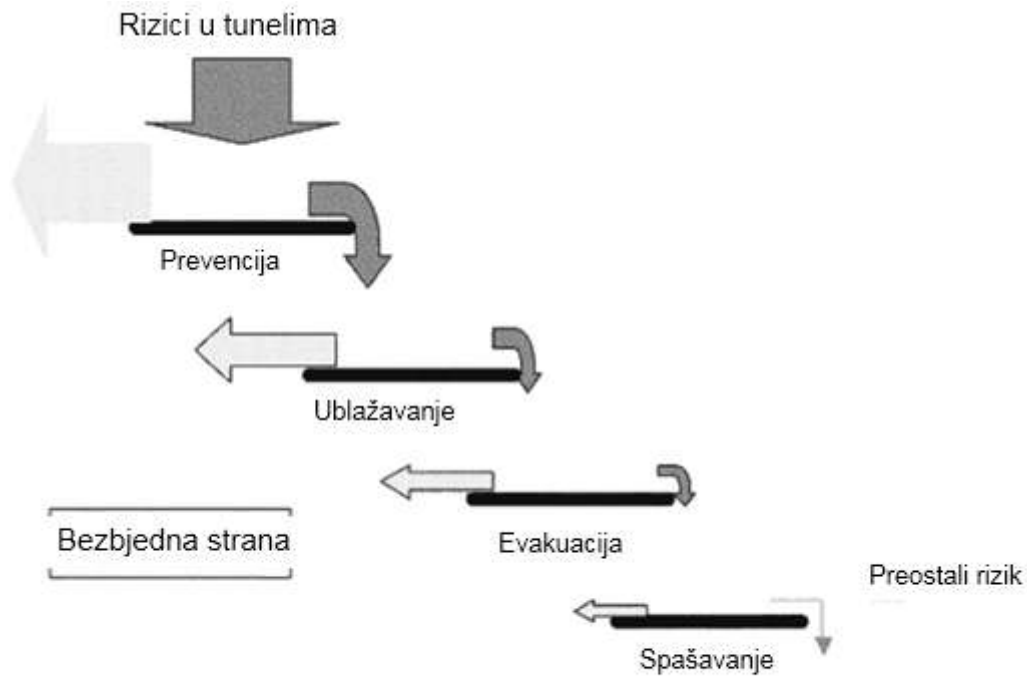 Rizici u tunelima
Prevencija
Ublažavanje
Evakuacija
Bezbjedna strana
Preostali rizik
Spašavanje